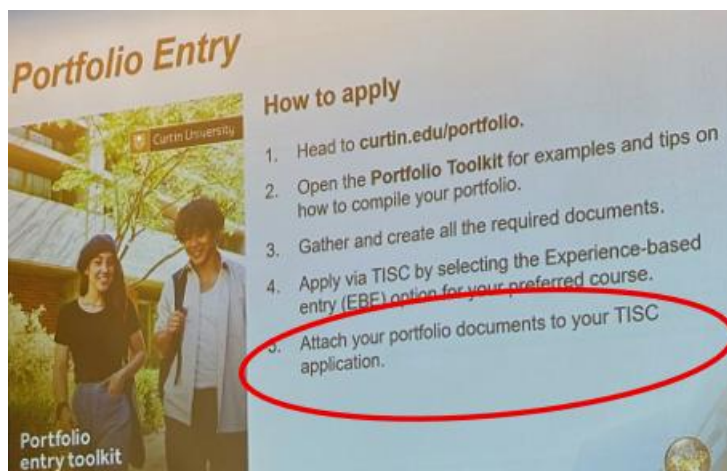 Portfolio Entry
Curtin University
Portfolio
entry toolkit
How to apply
1. Head to curtin.edu/portfolio.
2. Open the Portfolio Toolkit for examples and tips on
how to compile your portfolio.
3. Gather and create all the required documents.
4. Apply via TISC by selecting the Experience-based
entry (EBE) option for your preferred course.
5. Attach your portfolio documents to your TISC
application.